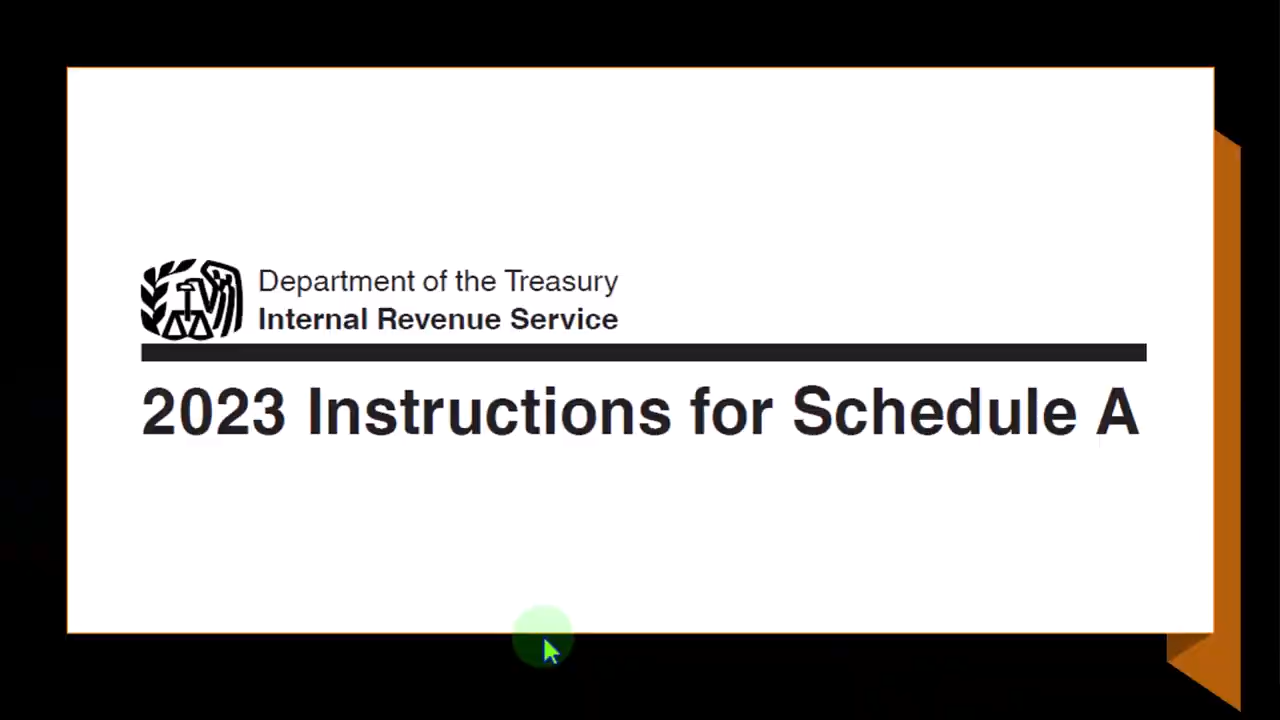 Department of the Treasury
Internal Revenue Service
2023 Instructions for Schedule A